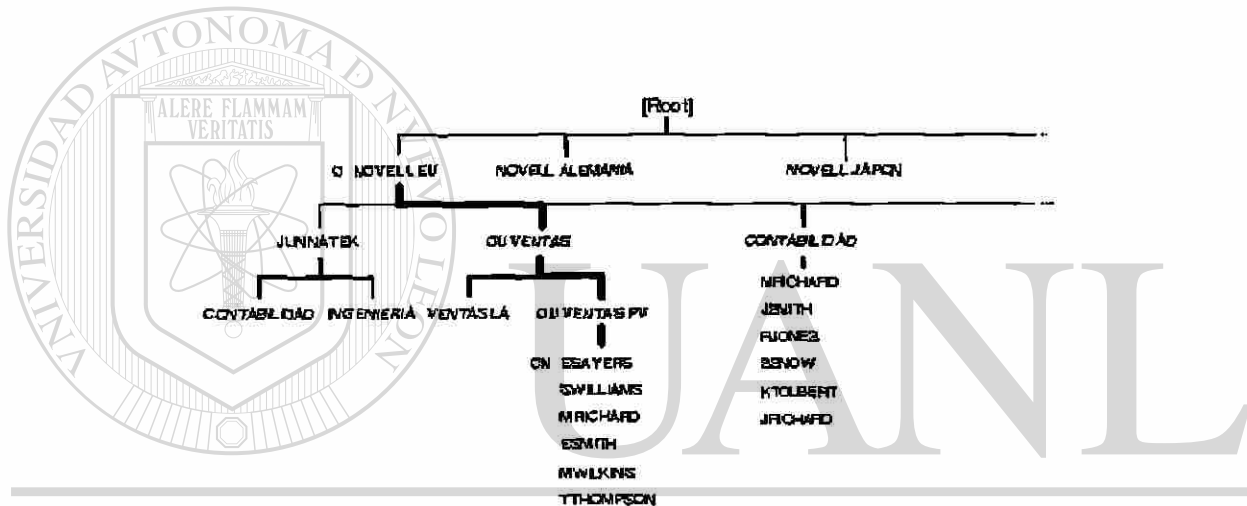 UNIVERSIDAD AVTONOMA DE NVEVO LEON
ALERE FLAMMAM
VERITATIS
UANL
[Root]
O NOVELL EU
NOVELL ALEMANIA
NOVELL JAPON
JUNNATEK
OU VENTAS
CONTABILIDAD
CONTABILIDAD
INGENIERIA
VENTAS LA
OU VENTAS PV
CN ESAYERS
SWILLIAMS
MRICHARD
ESMITH
MWILKINS
TTHOMPSON
MRICHARD
JSMITH
RJONES
BSNOW
KTOLBERT
JRICHARD